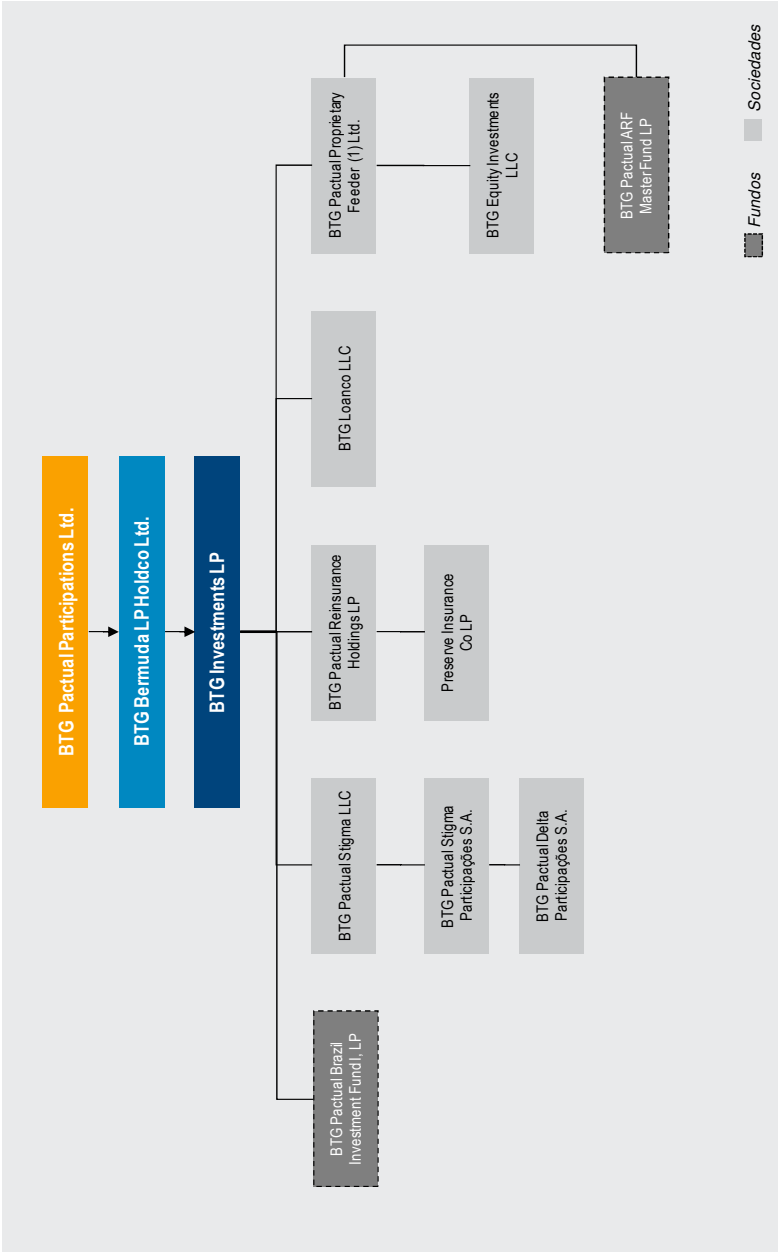 BTG Pactual Participations Ltd.
BTG Bermuda LP Holdco Ltd.
BTG Investments LP
BTG Pactual Brazil
Investment Fund I, LP
BTG Pactual Stigma LLC
BTG Pactual Reinsurance
Holdings LP
BTG Loanco LLC
BTG Pactual Proprietary
Feeder (1) Ltd.
BTG Pactual Stigma
Participações S.A.
Preserve Insurance
Co LP
BTG Equity Investments
LLC
BTG Pactual Delta
Participações S.A.
BTG Pactual ARF
Master Fund LP
Fundos
Sociedades